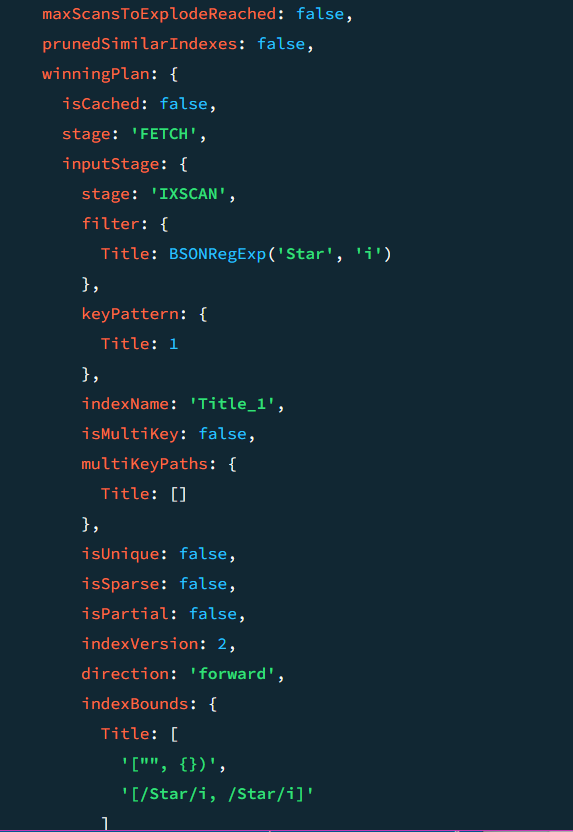 maxScansToExplodeReached: false,
prunedSimilarIndexes: false,
winningPlan: {
isCached: false,
stage: 'FETCH',
inputStage: {
stage: 'IXSCAN',
filter: {
Title: BSONRegExp('Star', 'i')
},
keyPattern: {
Title: 1
},
indexName: 'Title_1',
isMultiKey: false,
multiKeyPaths: {
Title: []
},
isUnique: false,
isSparse: false,
isPartial: false,
indexVersion: 2,
direction: 'forward',
indexBounds: {
Title: [
'["", {})',
'[/Star/i, /Star/i]'
]